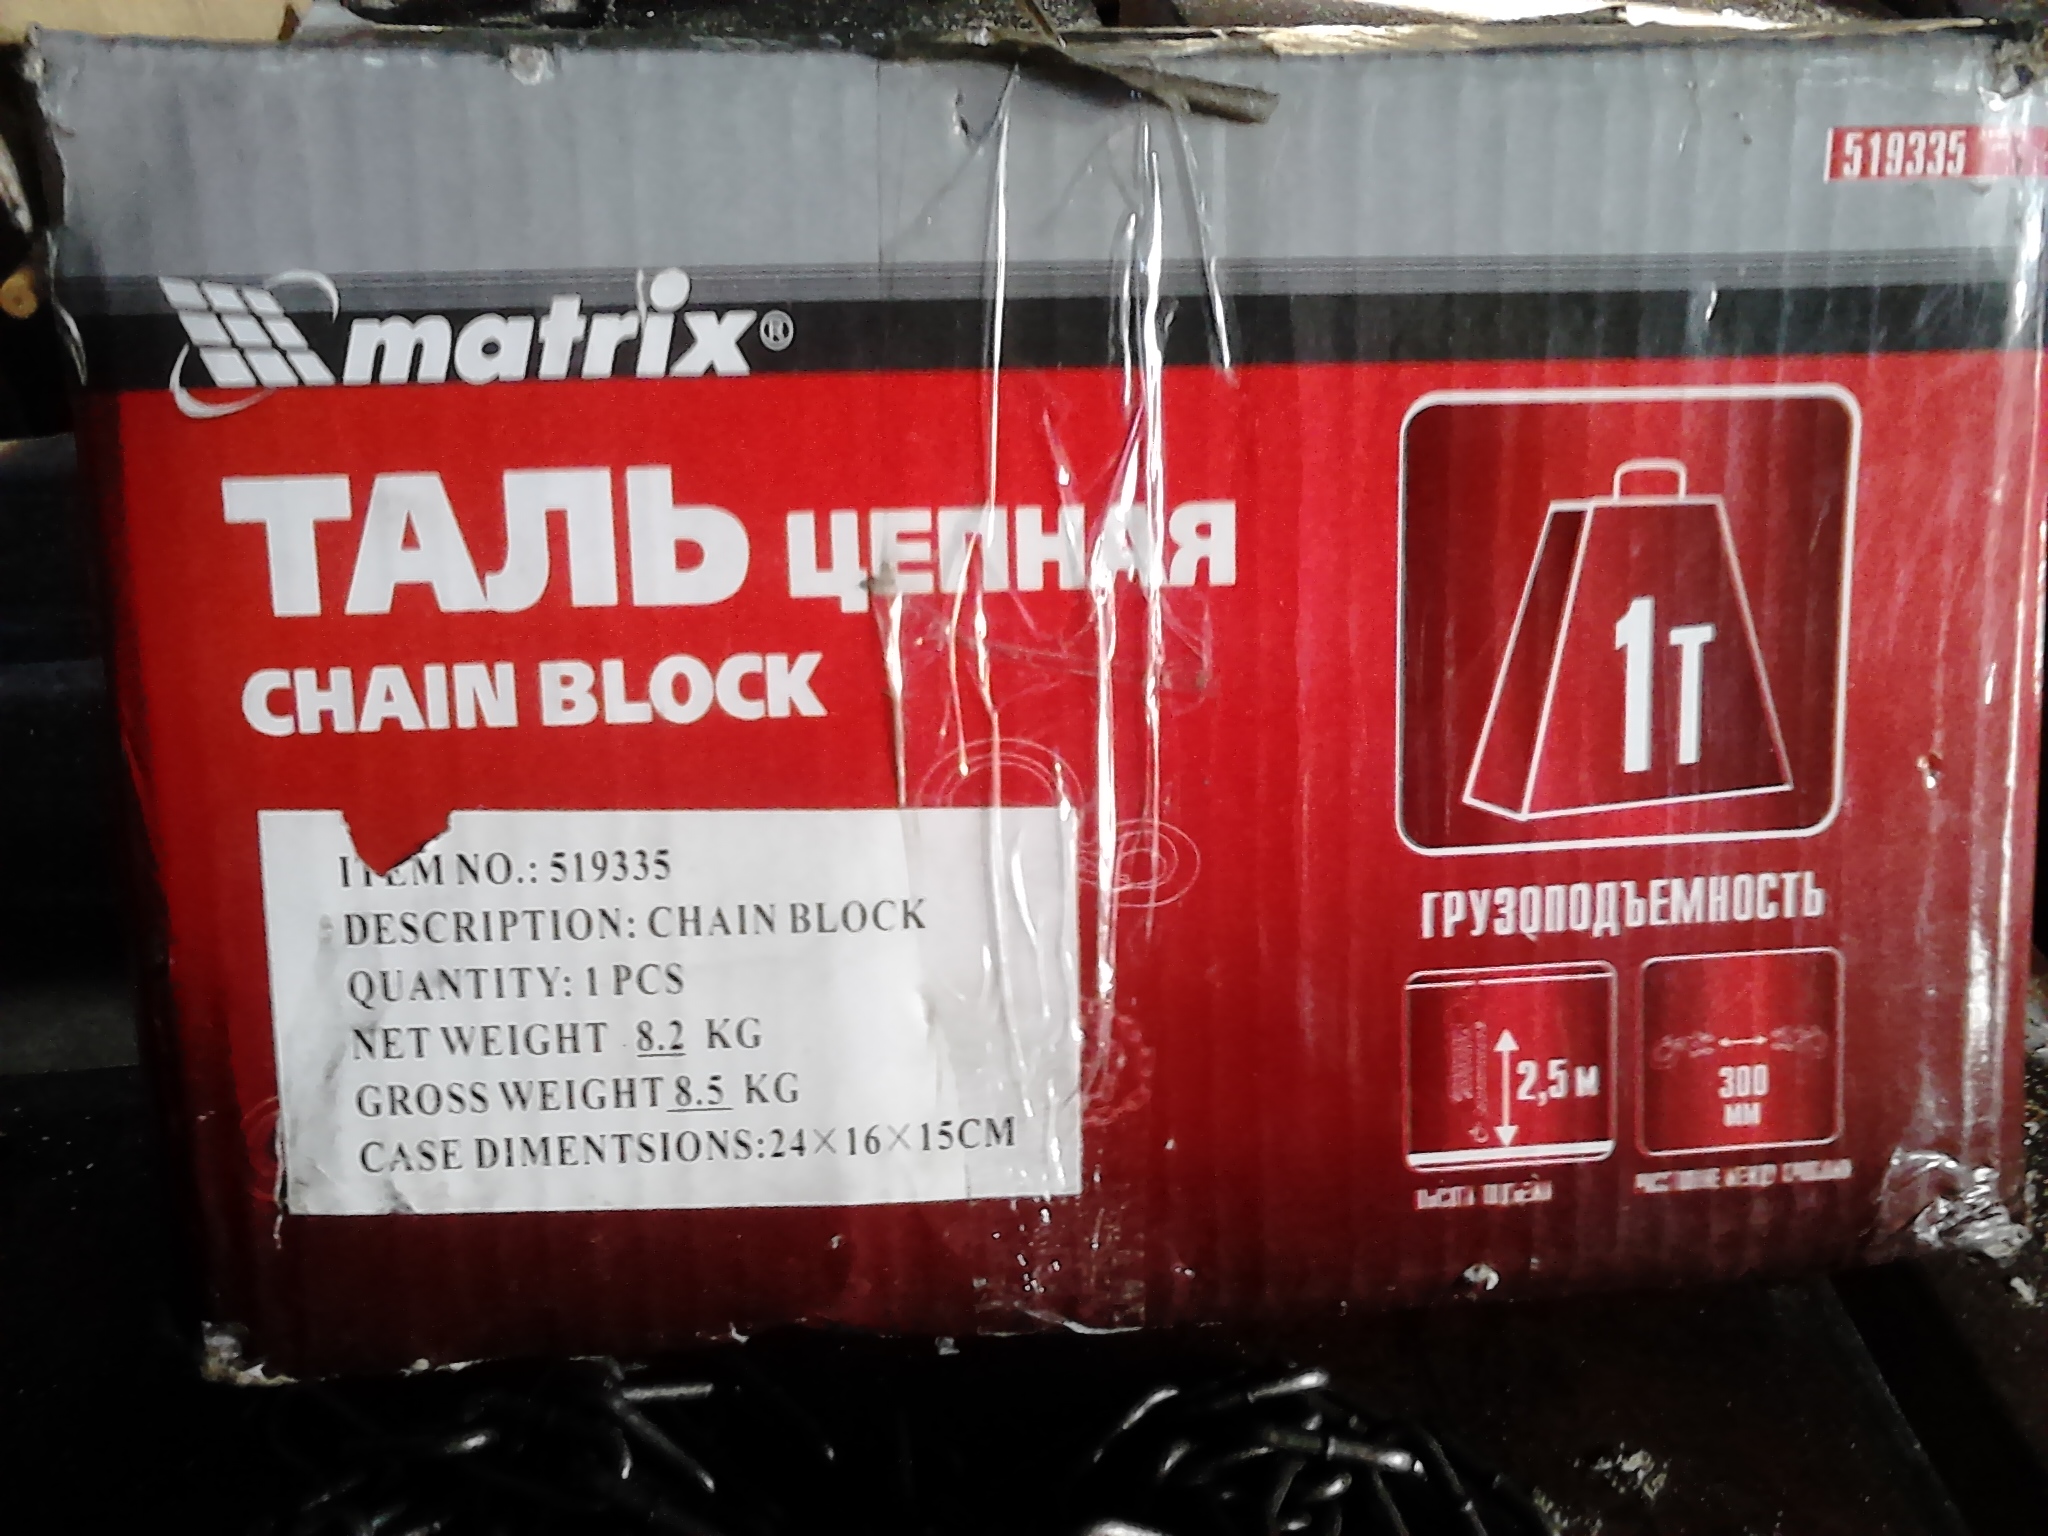 519335
matrix®
ТАЛЬ ЦЕПНАЯ
CHAIN BLOCK
1Т
ГРУЗОПОДЪЕМНОСТЬ
ITEM NO.: 519335
DESCRIPTION: CHAIN BLOCK
QUANTITY: 1 PCS
NET WEIGHT 8.2 KG
GROSS WEIGHT 8.5 KG
CASE DIMENTSIONS:24×16×15CM
2,5 м
300
мм